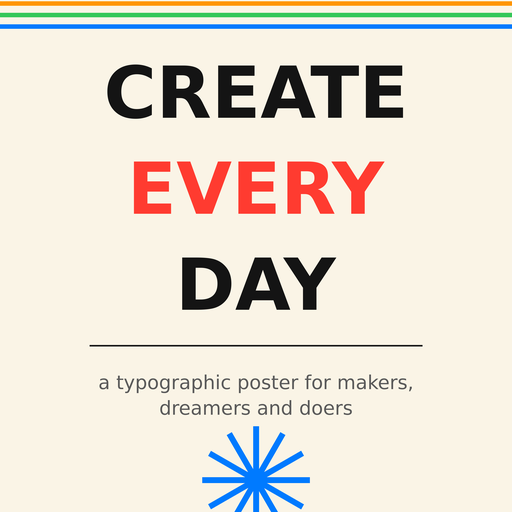 CREATE
EVERY
DAY
a typographic poster for makers,
dreamers and doers